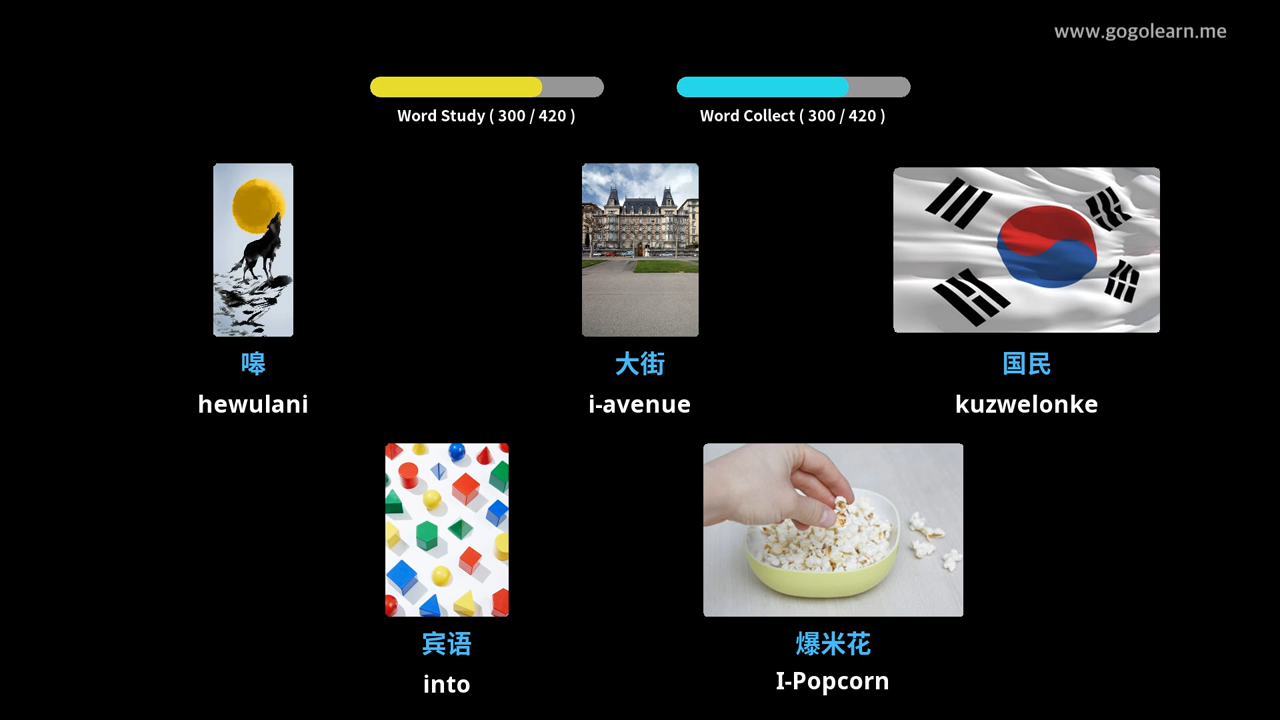 www.gogolearn.me
Word Study ( 300 / 420 )
Word Collect ( 300 / 420 )
嗥
hewulani
大街
i-avenue
国民
kuzwelonke
宾语
into
爆米花
I-Popcorn